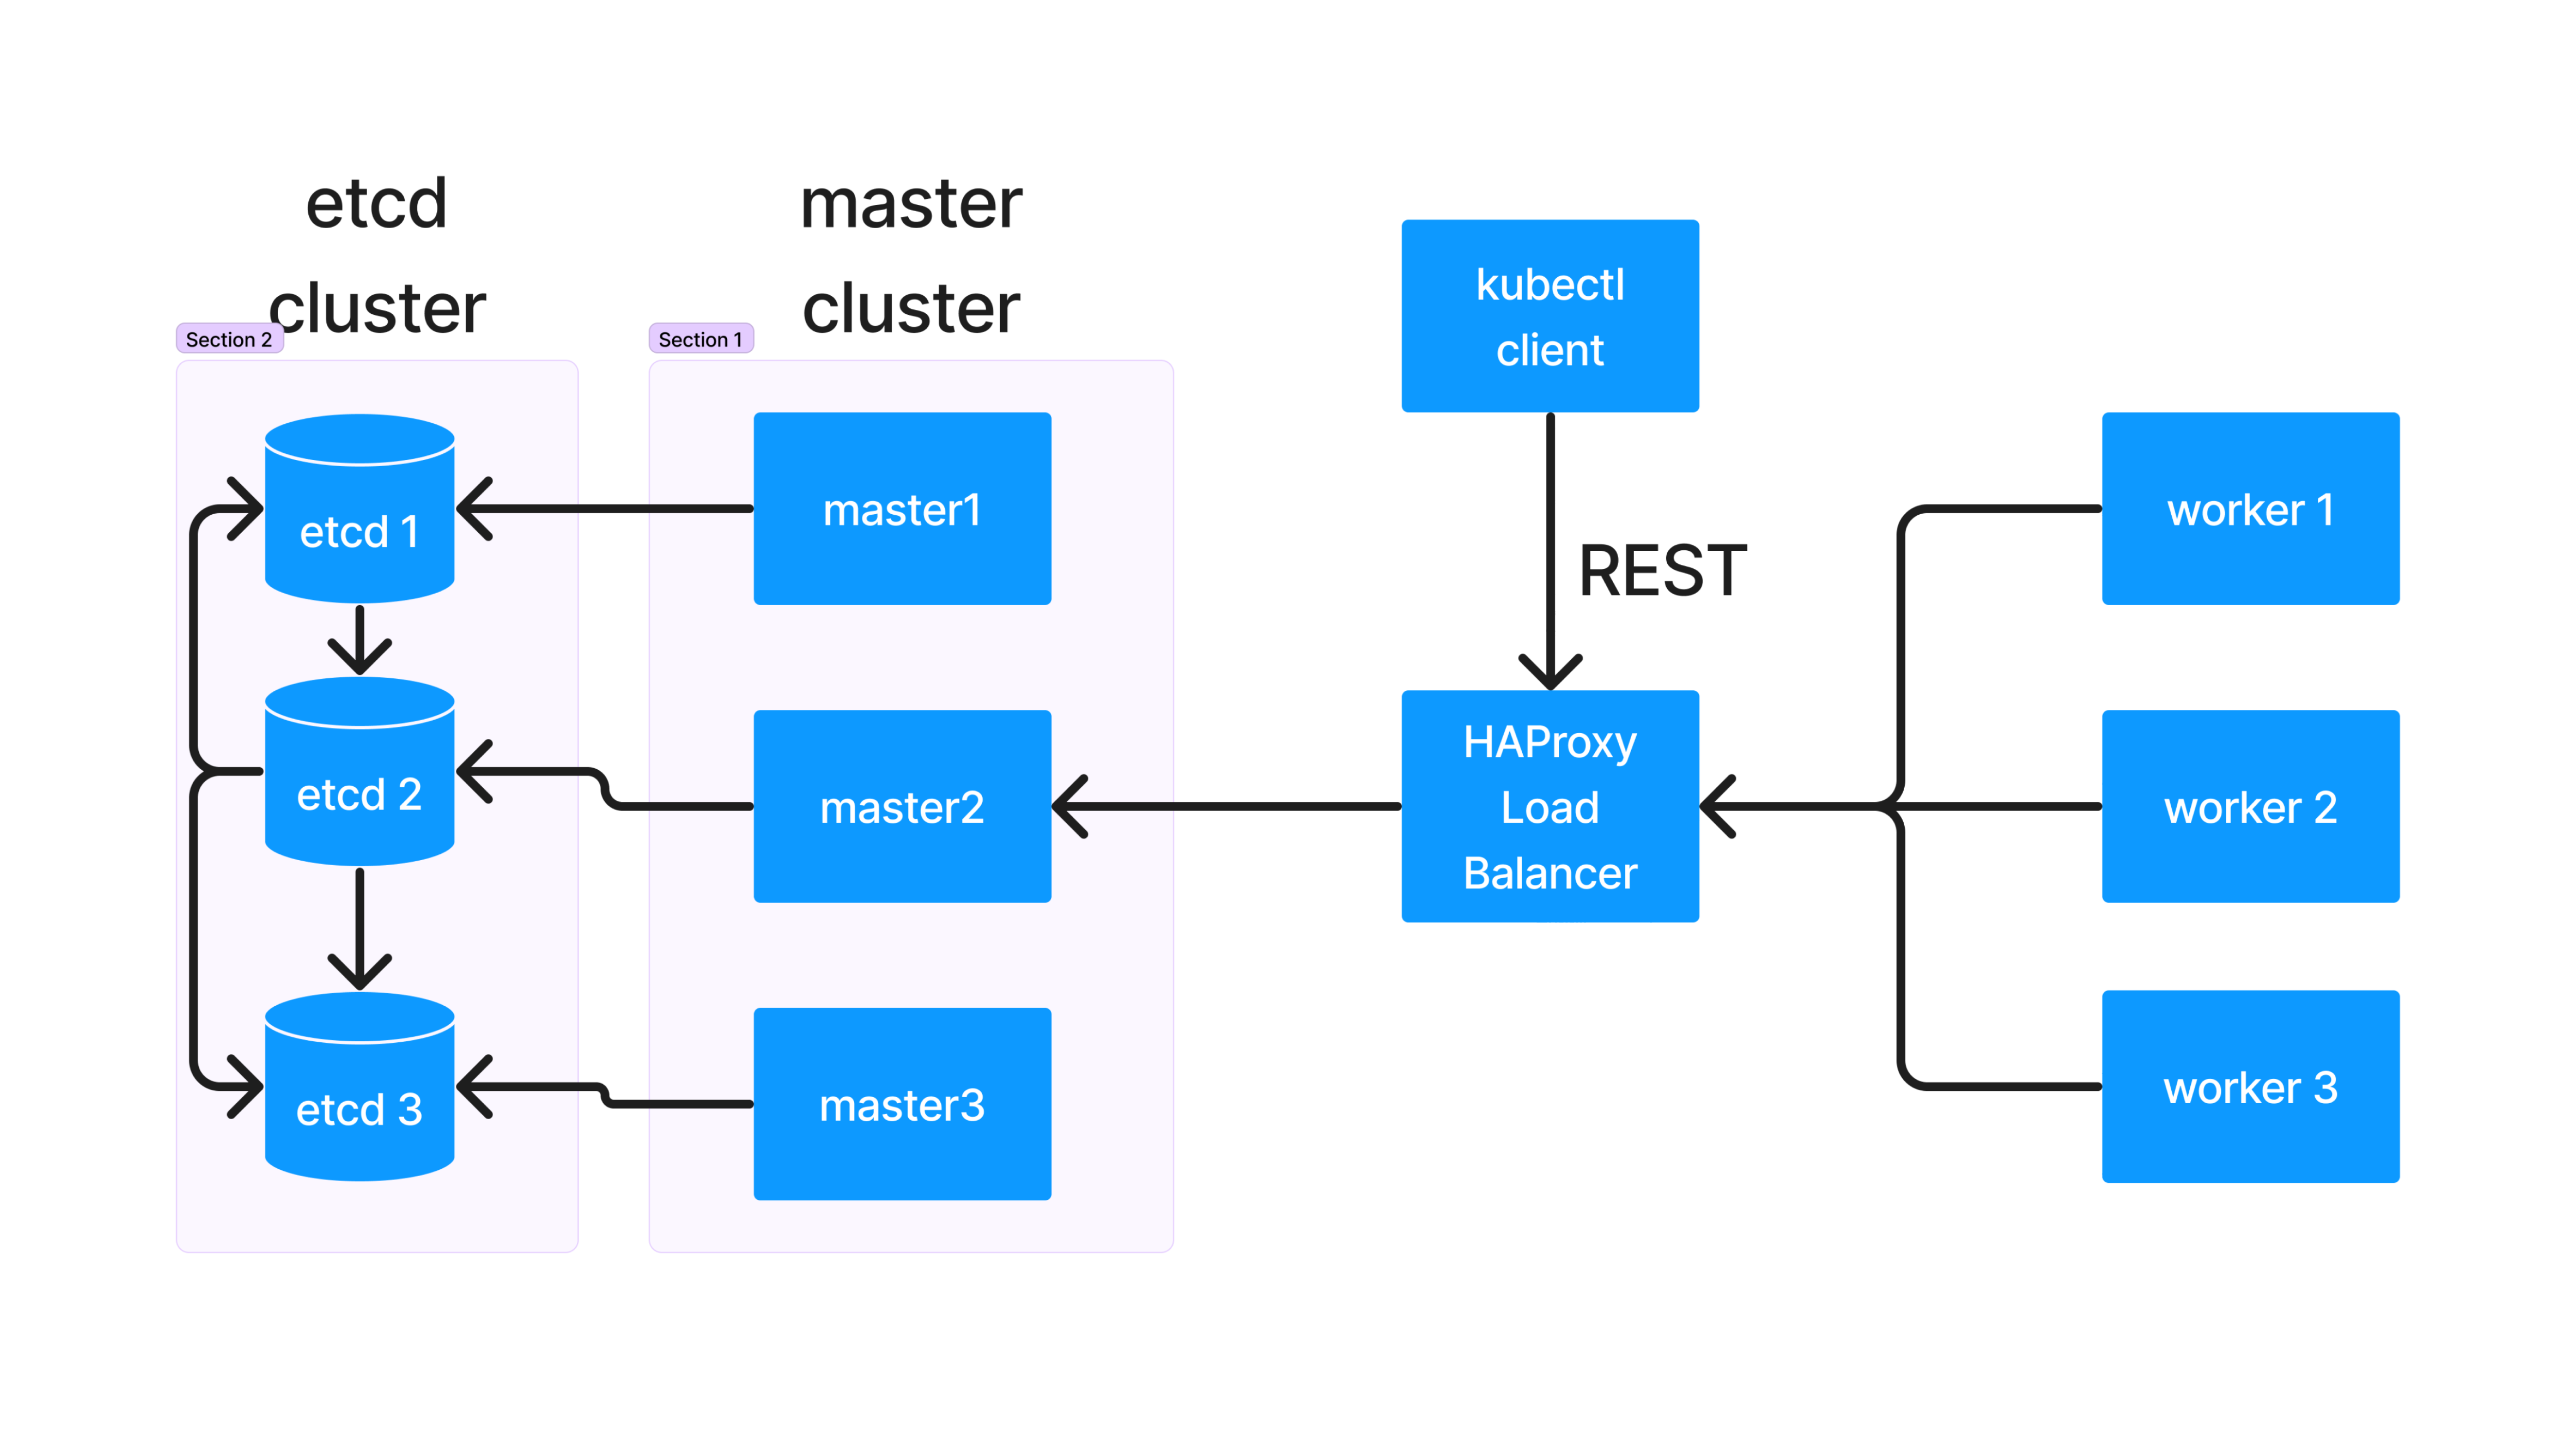 etcd
cluster
master
cluster
Section 2
Section 1
etcd 1
etcd 2
etcd 3
master1
master2
master3
kubectl
client
REST
HAProxy
Load
Balancer
worker 1
worker 2
worker 3